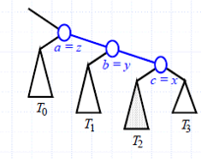 a = z
b = y
c = x
T0
T1
T2
T3